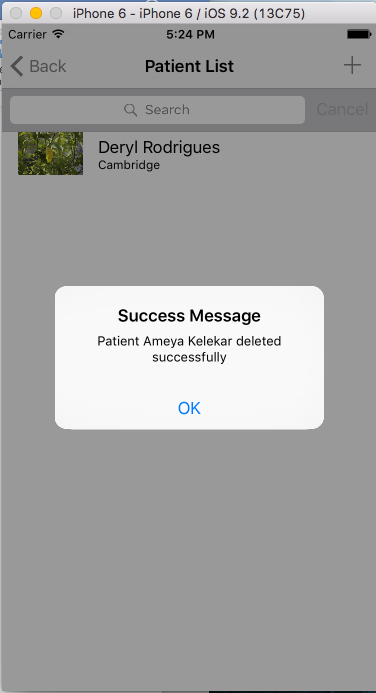 iPhone 6 - iPhone 6 / iOS 9.2 (13C75)
Carrier 5:24 PM
Back Patient List +
Search Cancel
Deryl Rodrigues
Cambridge
Success Message
Patient Ameya Kelekar deleted
successfully
OK